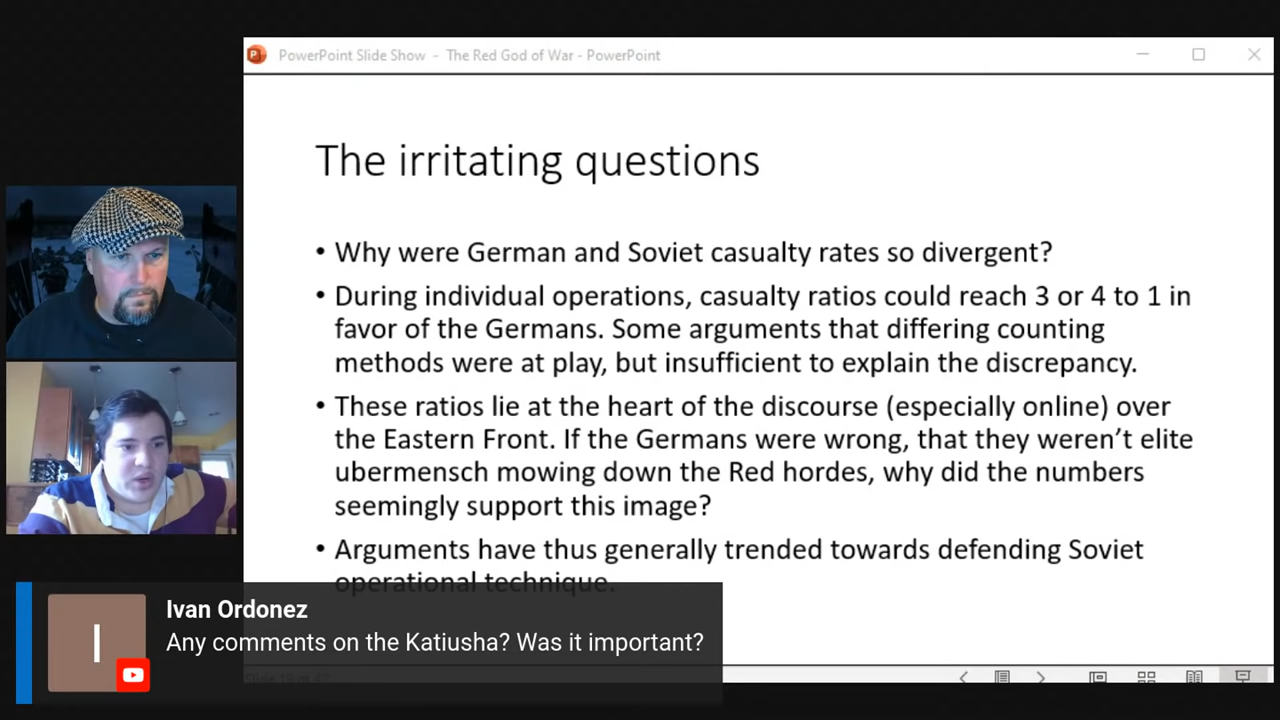 PowerPoint Slide Show - The Red God of War - PowerPoint
The irritating questions
• Why were German and Soviet casualty rates so divergent?
• During individual operations, casualty ratios could reach 3 or 4 to 1 in
favor of the Germans. Some arguments that differing counting
methods were at play, but insufficient to explain the discrepancy.
• These ratios lie at the heart of the discourse (especially online) over
the Eastern Front. If the Germans were wrong, that they weren’t elite
ubermensch mowing down the Red hordes, why did the numbers
seemingly support this image?
• Arguments have thus generally trended towards defending Soviet
operational technique.
I
Ivan Ordonez
Any comments on the Katiusha? Was it important?